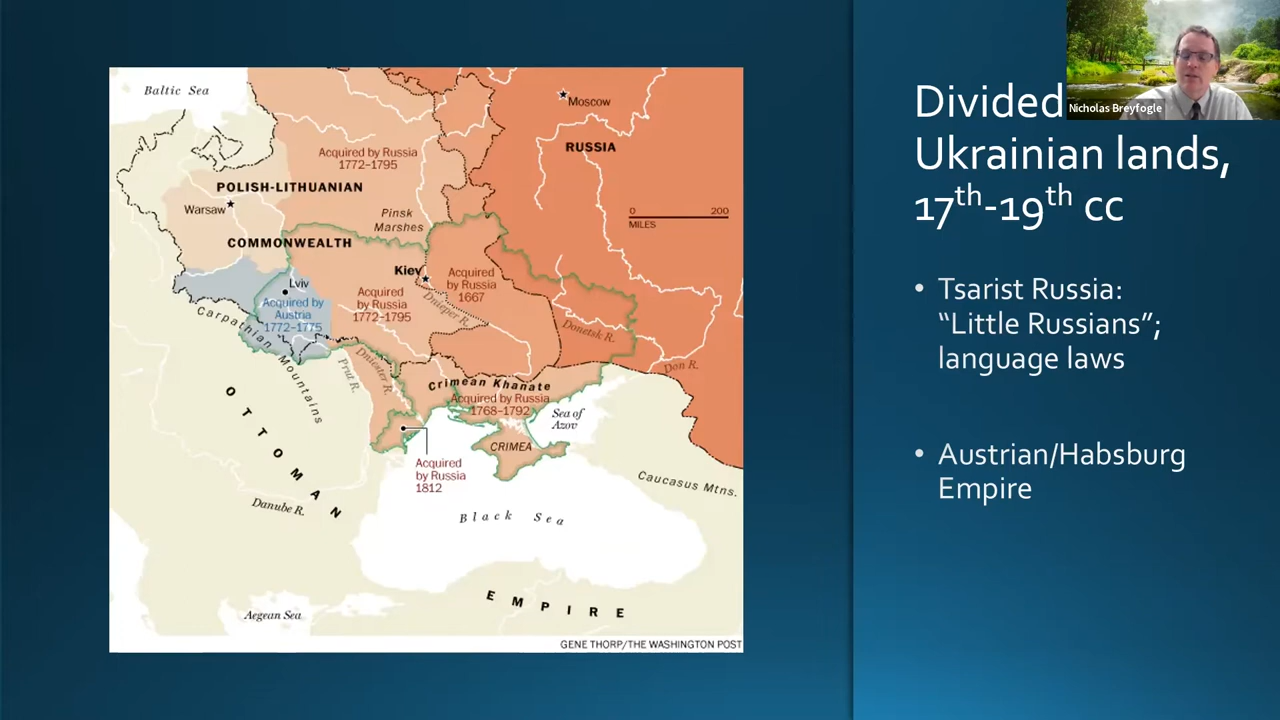 Baltic Sea
Moscow
RUSSIA
Acquired by Russia
1772–1795
POLISH-LITHUANIAN
Warsaw
0 200
MILES
Pinsk
Marshes
COMMONWEALTH
Kiev
Acquired
by Russia
1667
Lviv
Acquired by
Austria
1772–1775
Acquired
by Russia
1772–1795
Dnieper R.
Donetsk R.
Carpathian Mountains
Dniester R.
Prut R.
Don R.
Crimean Khanate
Acquired by Russia
1768–1792
Sea of
Azov
CRIMEA
Acquired
by Russia
1812
OTTOMAN
Danube R.
Caucasus Mtns.
Black Sea
EMPIRE
Aegean Sea
GENE THORP/THE WASHINGTON POST
Nicholas Breyfogle
Divided
Ukrainian lands,
17th-19th cc
• Tsarist Russia:
“Little Russians”;
language laws
• Austrian/Habsburg
Empire